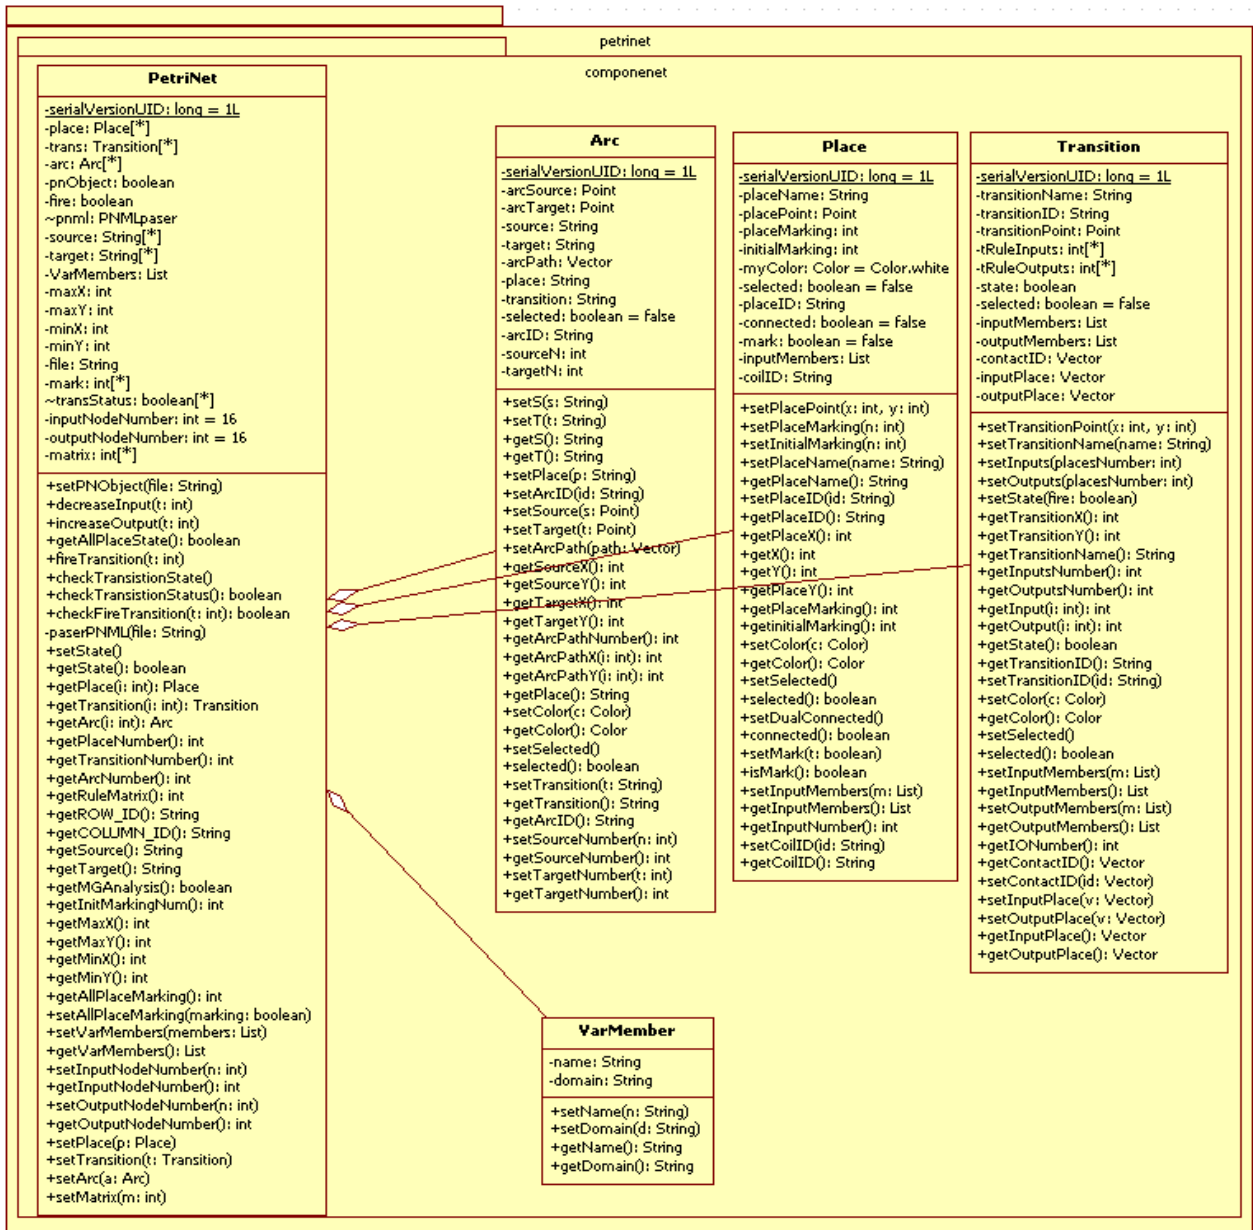 petrinet
componenet
PetriNet
-serialVersionUID: long = 1L
-place: Place[*]
-trans: Transition[*]
-arc: Arc[*]
-pnObject: boolean
-fire: boolean
~pnml: PNMLpaser
-source: String[*]
-target: String[*]
-VarMembers: List
-maxX: int
-maxY: int
-minX: int
-minY: int
-file: String
-mark: int[*]
~transStatus: boolean[*]
-inputNodeNumber: int = 16
-outputNodeNumber: int = 16
-matrix: int[*]
+setPNObject(file: String)
+decreaseInput(t: int)
+increaseOutput(t: int)
+getAllPlaceState(): boolean
+fireTransition(t: int)
+checkTransistionState()
+checkTranstistionStatus(): boolean
+checkFireTransition(t: int): boolean
-paserPNML(file: String)
+setState()
+getState(): boolean
+getPlace(i: int): Place
+getTransition(i: int): Transition
+getArc(i: int): Arc
+getPlaceNumber(): int
+getTransitionNumber(): int
+getArcNumber(): int
+getRuleMatrix(): int
+getROW_ID(): String
+getCOLUMN_ID(): String
+getSource(): String
+getTarget(): String
+getMGAnalysis(): boolean
+getInitMarkingNum(): int
+getMaxX(): int
+getMaxY(): int
+getMinX(): int
+getMinY(): int
+getAllPlaceMarking(): int
+setAllPlaceMarking(marking: boolean)
+setVarMembers(members: List)
+getVarMembers(): List
+setInputNodeNumber(n: int)
+getInputNodeNumber(): int
+setOutputNodeNumber(n: int)
+getOutputNodeNumber(): int
+setPlace(p: Place)
+setTransition(t: Transition)
+setArc(a: Arc)
+setMatrix(m: int)
Arc
-serialVersionUID: long = 1L
-arcSource: Point
-arcTarget: Point
-source: String
-target: String
-arcPath: Vector
-place: String
-transition: String
-selected: boolean = false
-arcID: String
-sourceN: int
-targetN: int
+setS(s: String)
+setT(t: String)
+getS(): String
+getT(): String
+setPlace(p: String)
+setArcID(id: String)
+setSource(s: Point)
+setTarget(t: Point)
+setArcPath(path: Vector)
+getSourceX(): int
+getSourceY(): int
+getTargetX(): int
+getTargetY(): int
+getArcPathNumber(): int
+getArcPathX(i: int): int
+getArcPathY(i: int): int
+getPlace(): String
+setColor(c: Color)
+getColor(): Color
+setSelected()
+selected(): boolean
+setTransition(t: String)
+getTransition(): String
+getArcID(): String
+setSourceNumber(n: int)
+getSourceNumber(): int
+setTargetNumber(t: int)
+getTargetNumber(): int
Place
-serialVersionUID: long = 1L
-placeName: String
-placePoint: Point
-placeMarking: int
-initialMarking: int
-myColor: Color = Color.white
-selected: boolean = false
-placeID: String
-connected: boolean = false
-mark: boolean = false
-inputMembers: List
-coilID: String
+setPlacePoint(x: int, y: int)
+setPlaceMarking(n: int)
+setInitialMarking(n: int)
+setPlaceName(name: String)
+getPlaceName(): String
+setPlaceID(id: String)
+getPlaceID(): String
+getPlaceX(): int
+getX(): int
+getY(): int
+getPlaceY(): int
+getPlaceMarking(): int
+getinitialMarking(): int
+setColor(c: Color)
+getColor(): Color
+setSelected()
+selected(): boolean
+setDualConnected()
+connected(): boolean
+setMark(t: boolean)
+isMark(): boolean
+setInputMembers(m: List)
+getInputMembers(): List
+getInputNumber(): int
+setCoilID(id: String)
+getCoilID(): String
Transition
-serialVersionUID: long = 1L
-transitionName: String
-transitionID: String
-transitionPoint: Point
-tRuleInputs: int[*]
-tRuleOutputs: int[*]
-state: boolean
-selected: boolean = false
-inputMembers: List
-outputMembers: List
-contactID: Vector
-inputPlace: Vector
-outputPlace: Vector
+setTransitionPoint(x: int, y: int)
+setTransitionName(name: String)
+setInputs(placesNumber: int)
+setOutputs(placesNumber: int)
+setState(fire: boolean)
+getTransitionX(): int
+getTransitionY(): int
+getTransitionName(): String
+getInputsNumber(): int
+getOutputsNumber(): int
+getInput(i: int): int
+getOutput(i: int): int
+getState(): boolean
+getTransitionID(): String
+setTransitionID(id: String)
+setColor(c: Color)
+getColor(): Color
+setSelected()
+selected(): boolean
+setInputMembers(m: List)
+getInputMembers(): List
+setOutputMembers(m: List)
+getOutputMembers(): List
+getIONumber(): int
+getContactID(): Vector
+setContactID(id: Vector)
+setInputPlace(v: Vector)
+setOutputPlace(v: Vector)
+getInputPlace(): Vector
+getOutputPlace(): Vector
VarMember
-name: String
-domain: String
+setName(n: String)
+setDomain(d: String)
+getName(): String
+getDomain(): String